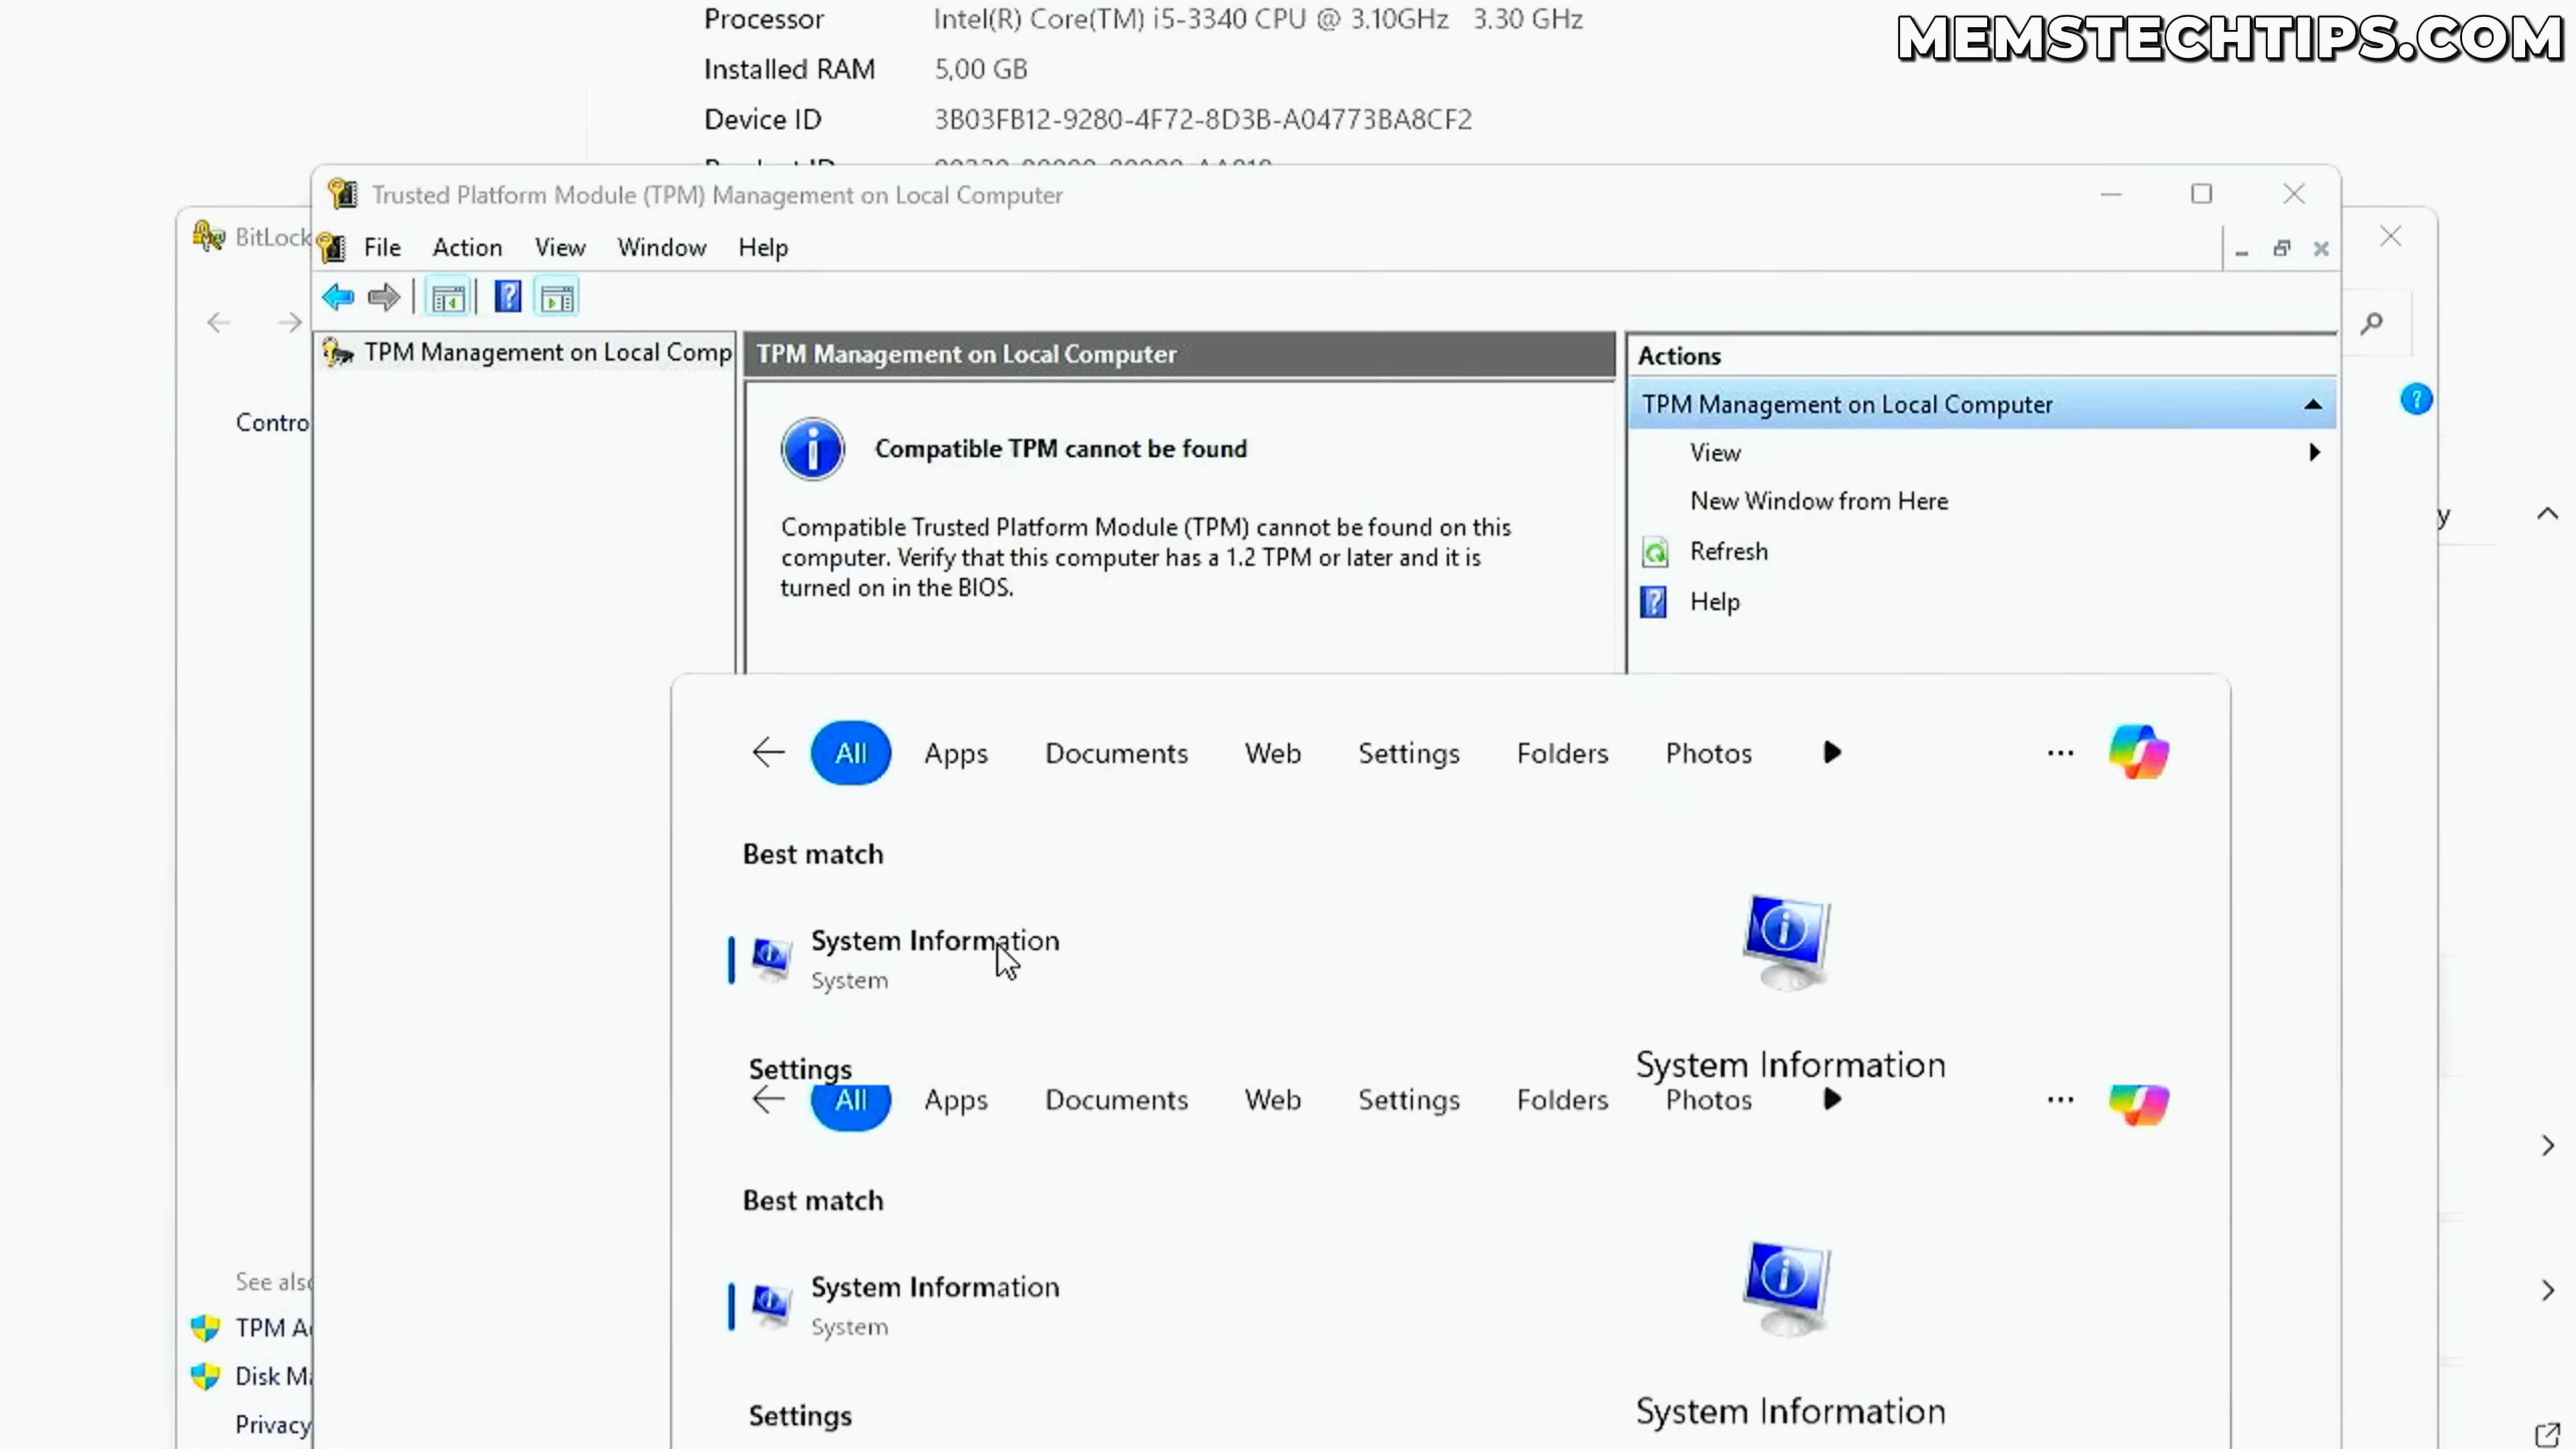 MEMSTECHTIPS.COM
Processor Intel(R) Core(TM) i5-3340 CPU @ 3.10GHz 3.30 GHz
Installed RAM 5,00 GB
Device ID 3B03FB12-9280-4F72-8D3B-A04773BA8CF2
Trusted Platform Module (TPM) Management on Local Computer
BitLock
File Action View Window Help
TPM Management on Local Comp
TPM Management on Local Computer
Actions
TPM Management on Local Computer
Contro
Compatible TPM cannot be found
View
New Window from Here
Compatible Trusted Platform Module (TPM) cannot be found on this
computer. Verify that this computer has a 1.2 TPM or later and it is
turned on in the BIOS.
y
Refresh
Help
All Apps Documents Web Settings Folders Photos
Best match
System Information
System
System Information
Settings
All Apps Documents Web Settings Folders Photos
Best match
System Information
System
System Information
Settings
See also
TPM A
Disk M
Privacy